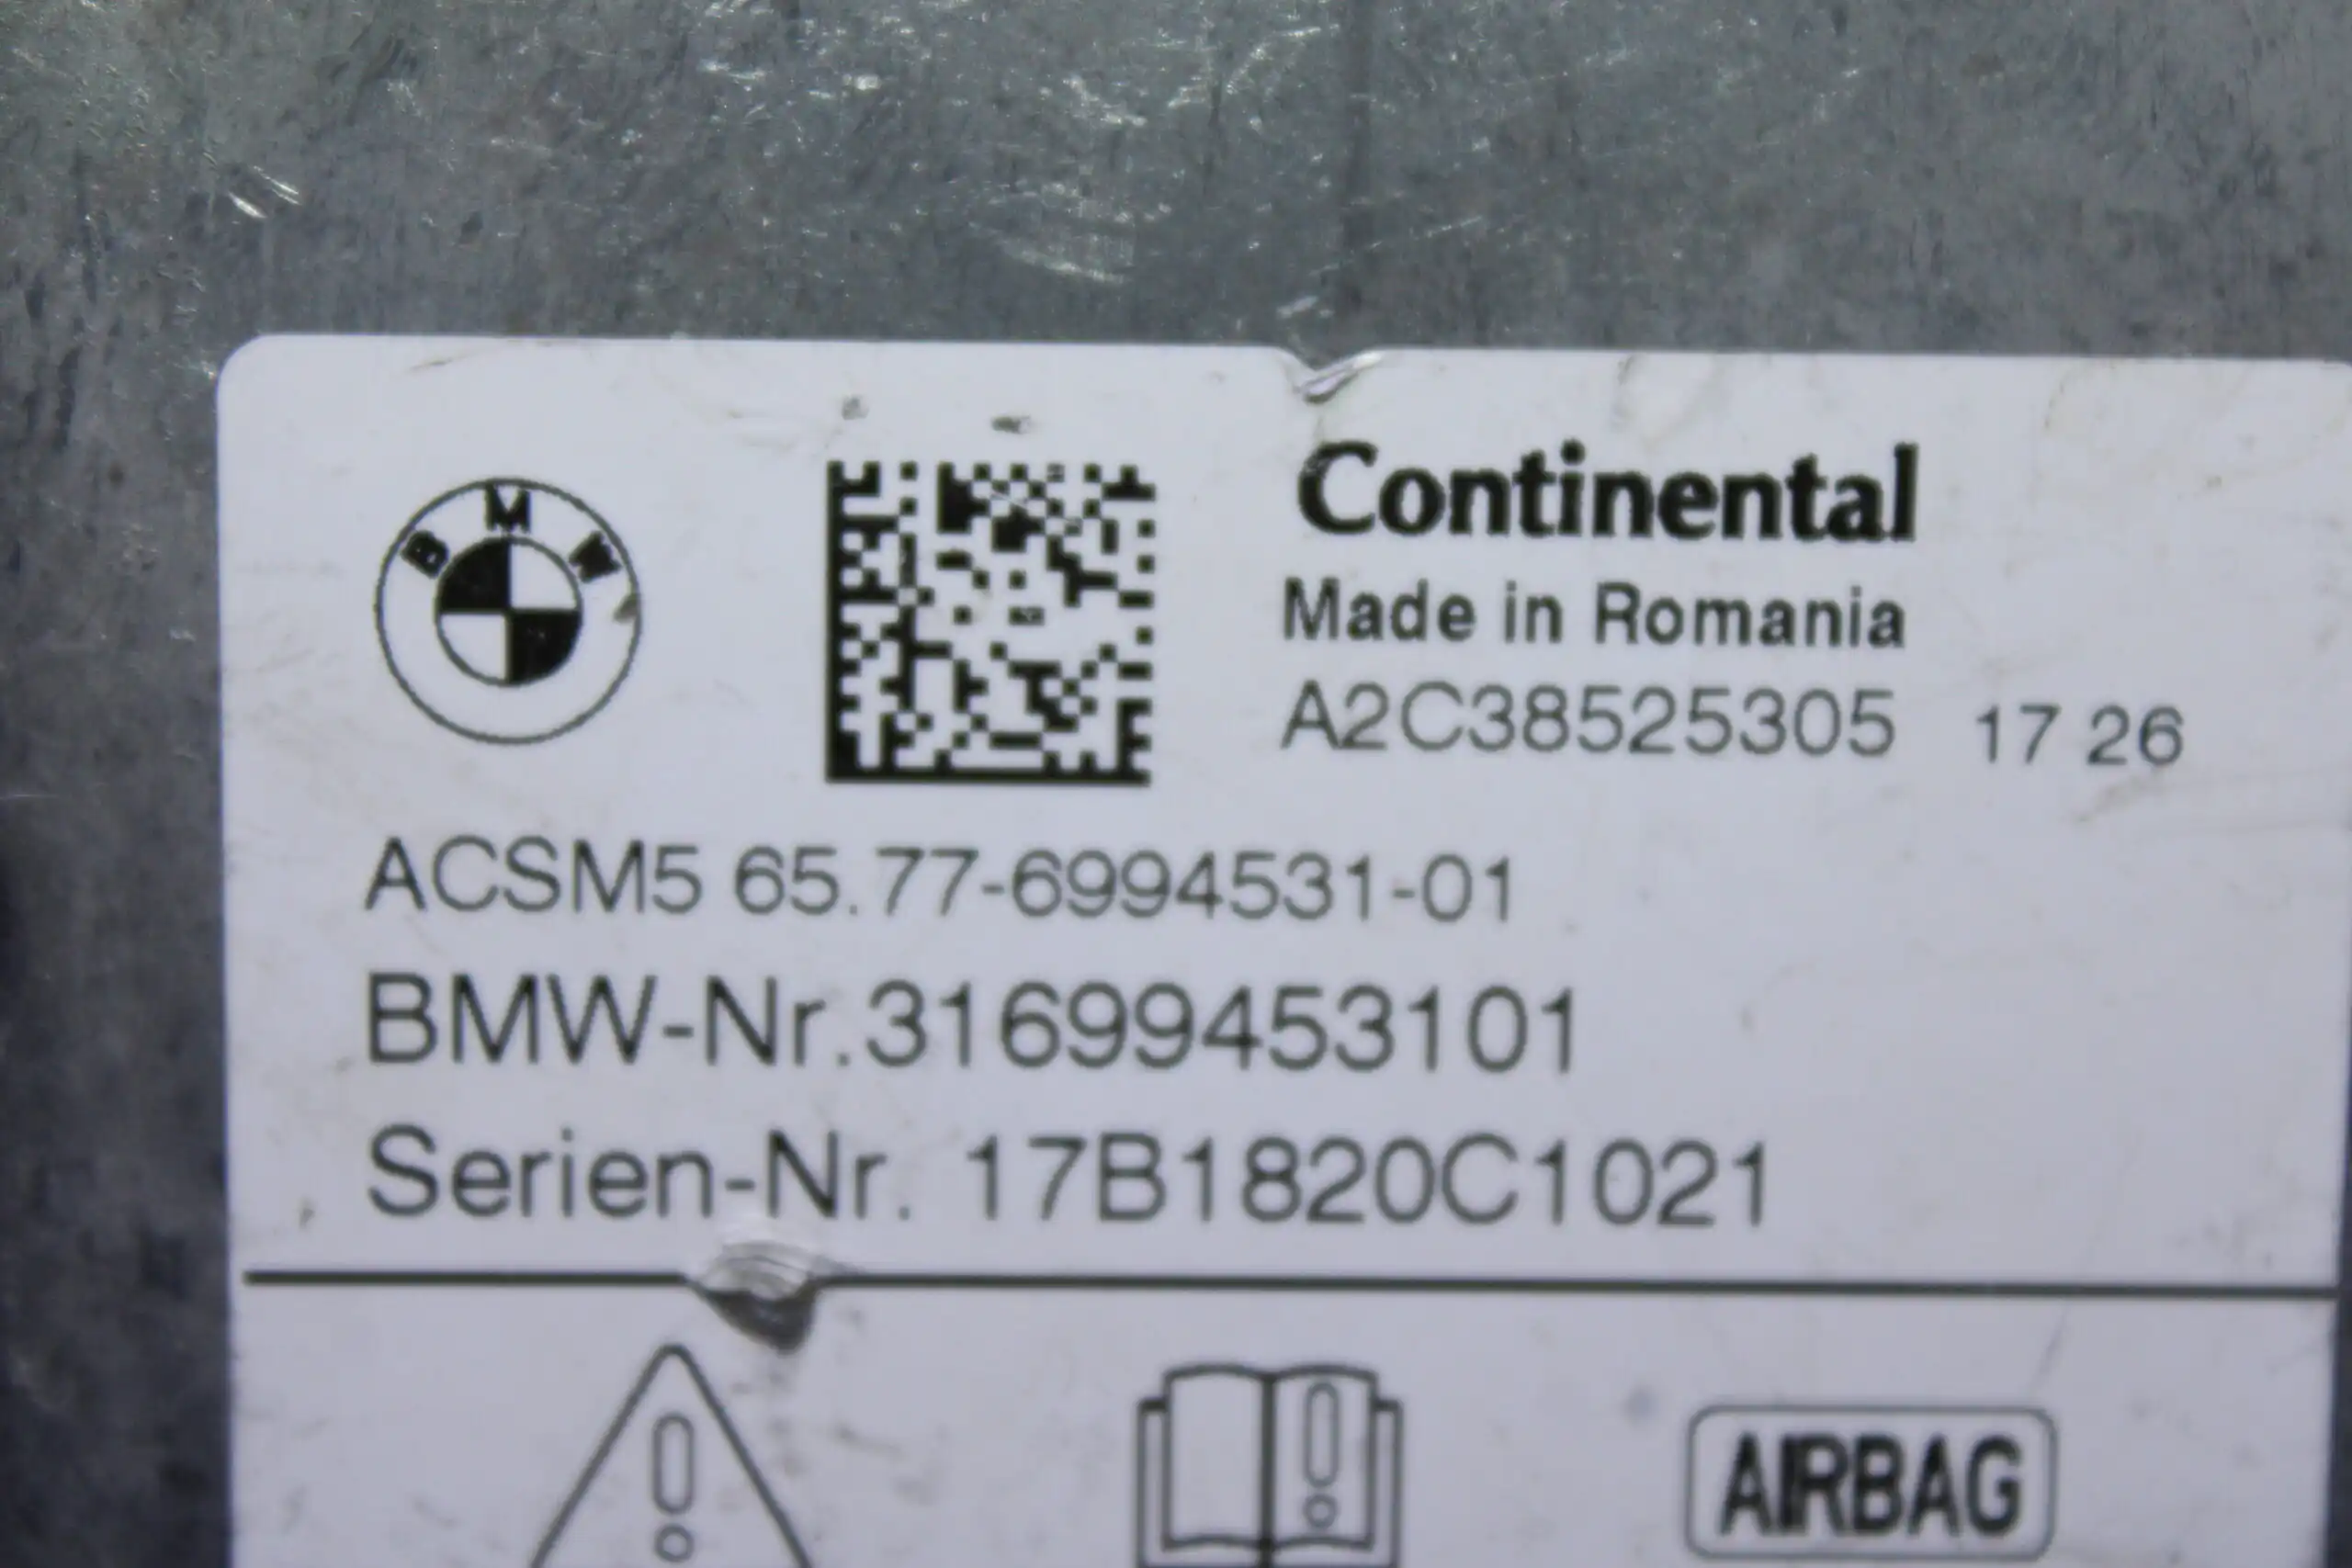 BMW
Continental
Made in Romania
A2C38525305 17 26
ACSM5 65.77-6994531-01
BMW-Nr.31699453101
Serien-Nr. 17B1820C1021
AIRBAG